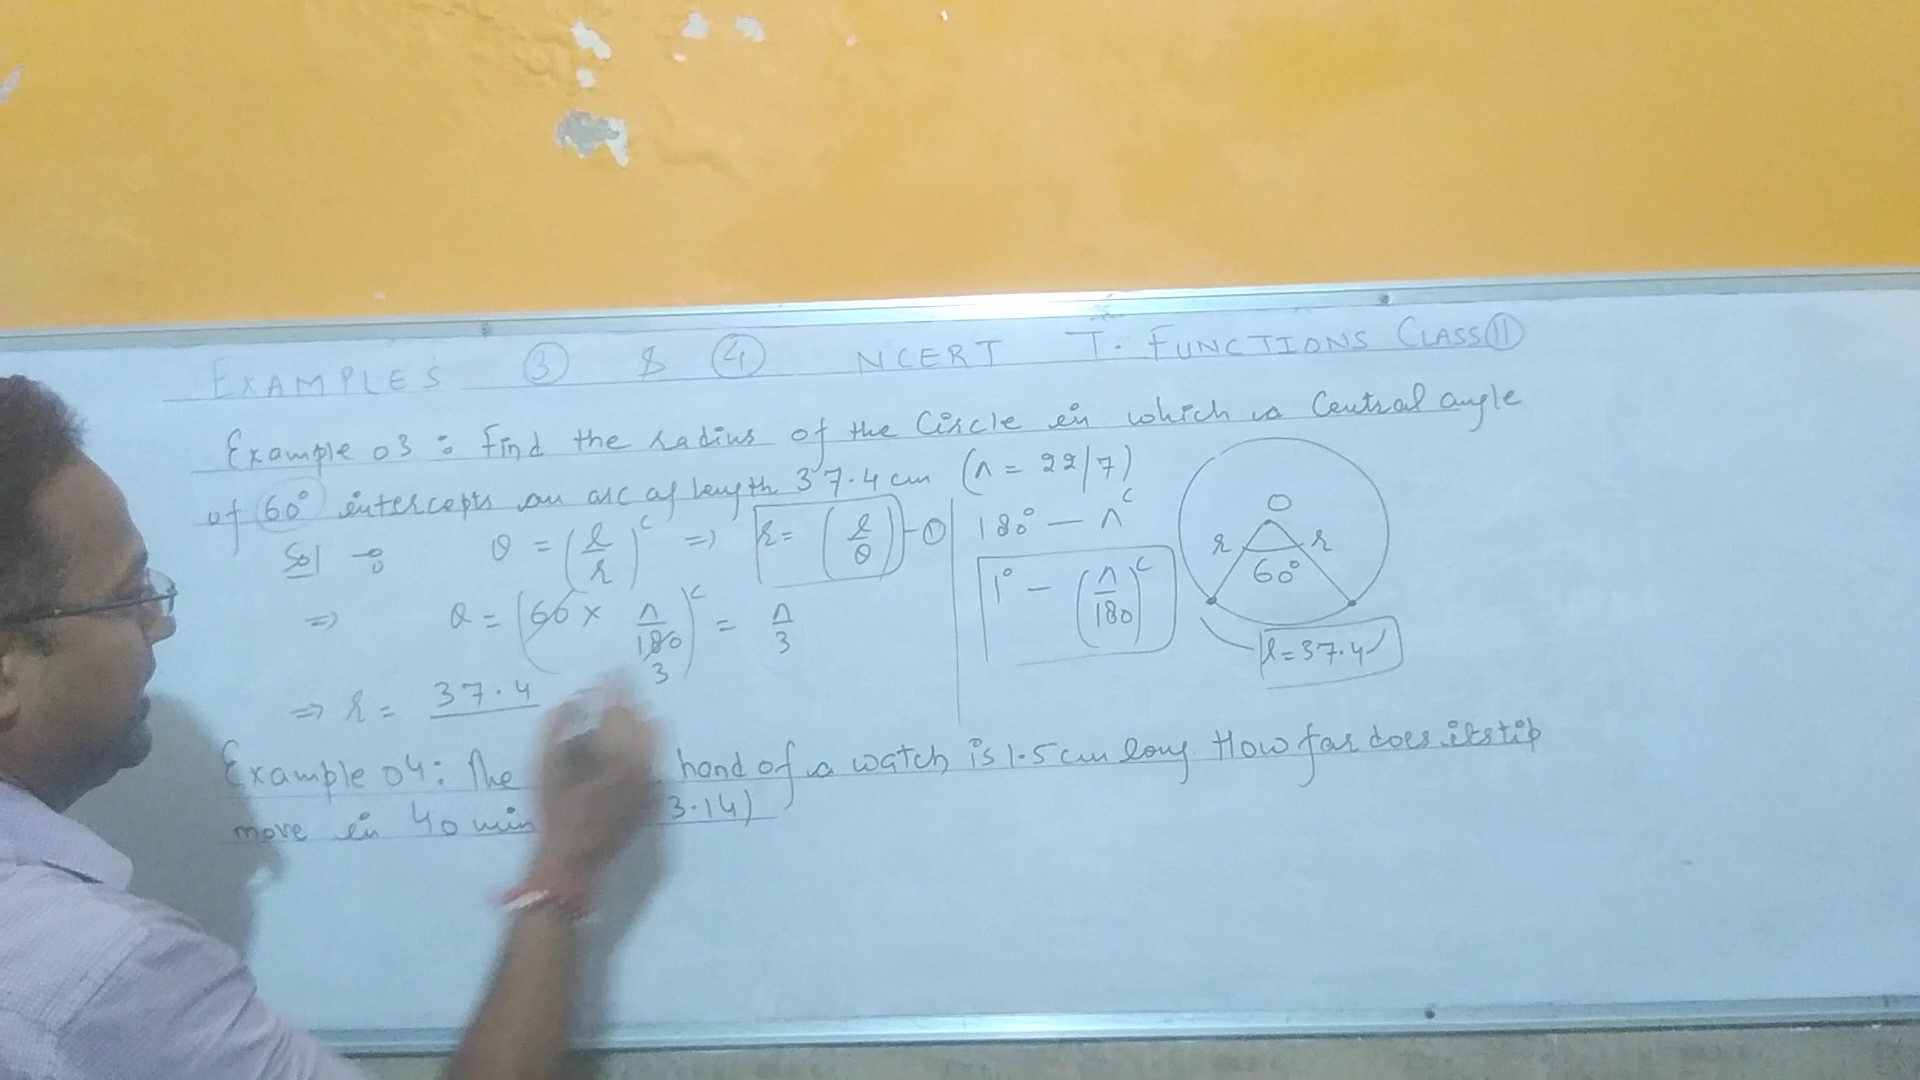 EXAMPLES ③ & ④ NCERT T. FUNCTIONS CLASS ⑪
Example 03: Find the radius of the Circle in which a Central angle
of 60° intercepts an arc of length 37.4 cm (π = 22/7)
Sol → θ = (l/r)^c => r = (l/θ) - ①
=> θ = (60 × π/180)^c = π/3
3
=> r = 37.4
180° — π^c
1° — (π/180)^c
O
r r
60°
l = 37.4
Example 04: The hand of a watch is 1.5 cm long. How far does its tip
move in 40 min 3.14)